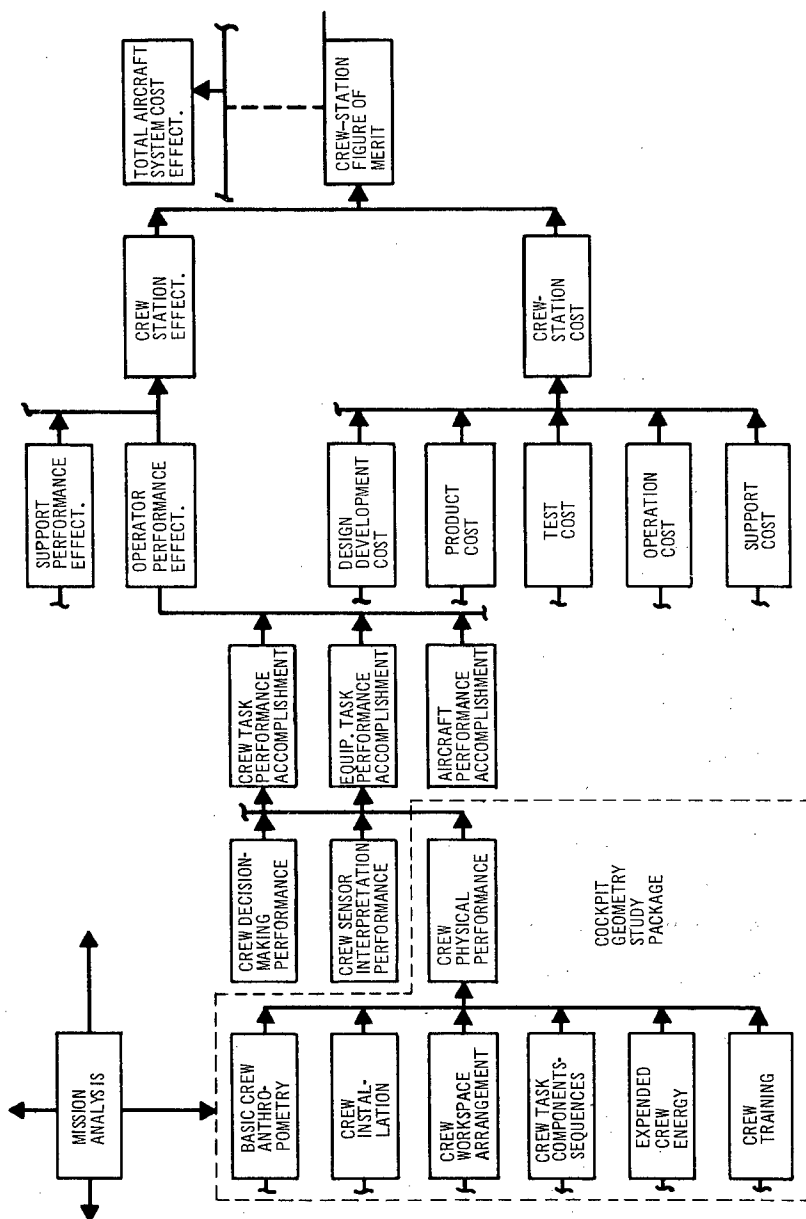 MISSION
ANALYSIS
BASIC CREW
ANTHRO-
POMETRY
CREW
INSTAL-
LATION
CREW
WORKSPACE
ARRANGEMENT
CREW TASK
COMPONENTS-
SEQUENCES
EXPENDED
CREW
ENERGY
CREW
TRAINING
CREW DECISION-
MAKING
PERFORMANCE
CREW SENSOR
INTERPRETATION
PERFORMANCE
CREW
PHYSICAL
PERFORMANCE
COCKPIT
GEOMETRY
STUDY
PACKAGE
CREW TASK
PERFORMANCE
ACCOMPLISHMENT
EQUIP. TASK
PERFORMANCE
ACCOMPLISHMENT
AIRCRAFT
PERFORMANCE
ACCOMPLISHMENT
SUPPORT
PERFORMANCE
EFFECT.
OPERATOR
PERFORMANCE
EFFECT.
DESIGN
DEVELOPMENT
COST
PRODUCT
COST
TEST
COST
OPERATION
COST
SUPPORT
COST
CREW
STATION
EFFECT.
CREW-
STATION
COST
TOTAL AIRCRAFT
SYSTEM COST
EFFECT.
CREW-STATION
FIGURE OF
MERIT